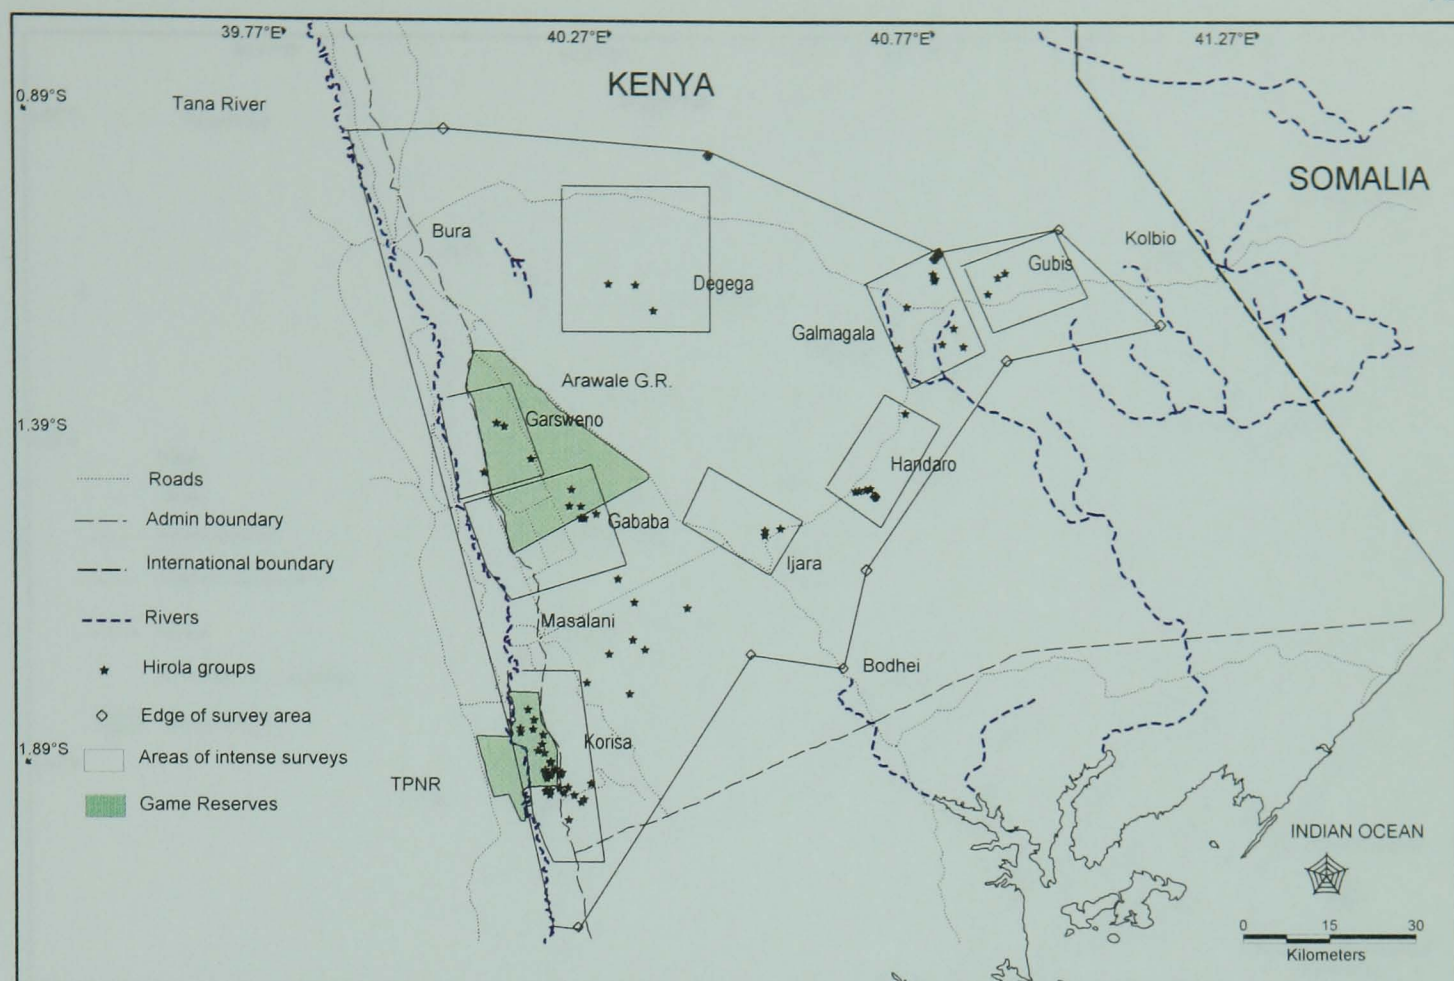 39.77°E
40.27°E
40.77°E
41.27°E
KENYA
0.89°S
Tana River
SOMALIA
Bura
Kolbio
Gubis
Degega
Galmagala
Arawale G.R.
1.39°S
Garsweno
Handaro
Roads
Admin boundary
Gababa
Ijara
International boundary
Rivers
Masalani
Hirola groups
Bodhei
Edge of survey area
1.89°S
Korisa
Areas of intense surveys
TPNR
Game Reserves
INDIAN OCEAN
0 15 30
Kilometers